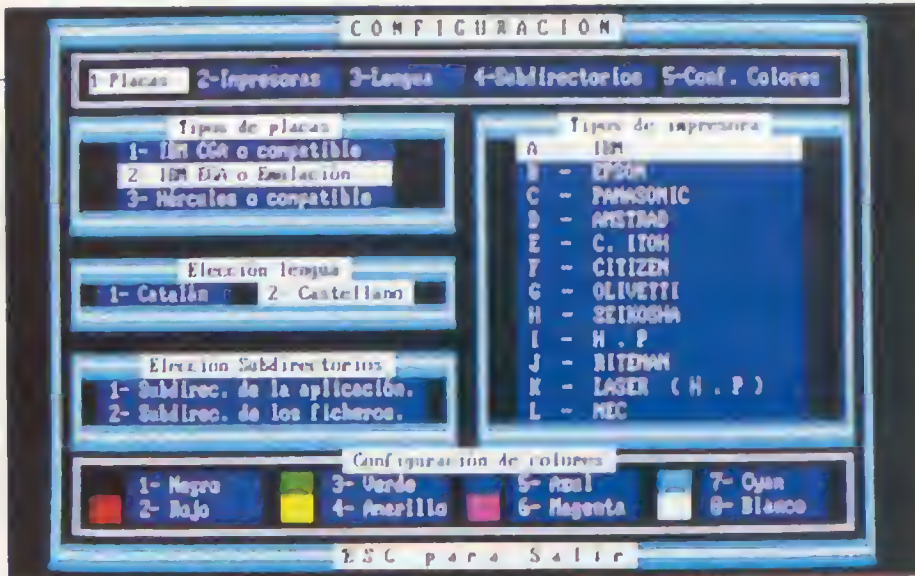 CONFIGURACION
1 Placas 2-Impresoras 3-Lengua 4-Subdirectorios 5-Conf. Colores
Tipos de placas
1- IBM CGA o compatible
2 IBM EGA o Emulación
3- Hércules o compatible
Elección lengua
1- Catalán 2- Castellano
Elección Subdirectorios
1- Subdirec. de la aplicación.
2- Subdirec. de los ficheros.
Tipos de impresora
A IBM
B - EPSON
C - PANASONIC
D - AMSTRAD
E - C. ITOH
F - CITIZEN
G - OLIVETTI
H - SEIKOSHA
I - H . P
J - RITEMAN
K - LASER ( H . P )
L - NEC
Configuración de colores
1- Negro 3- Verde 5- Azul 7- Cyan
2- Rojo 4- Amarillo 6- Magenta 8- Blanco
ESC para Salir